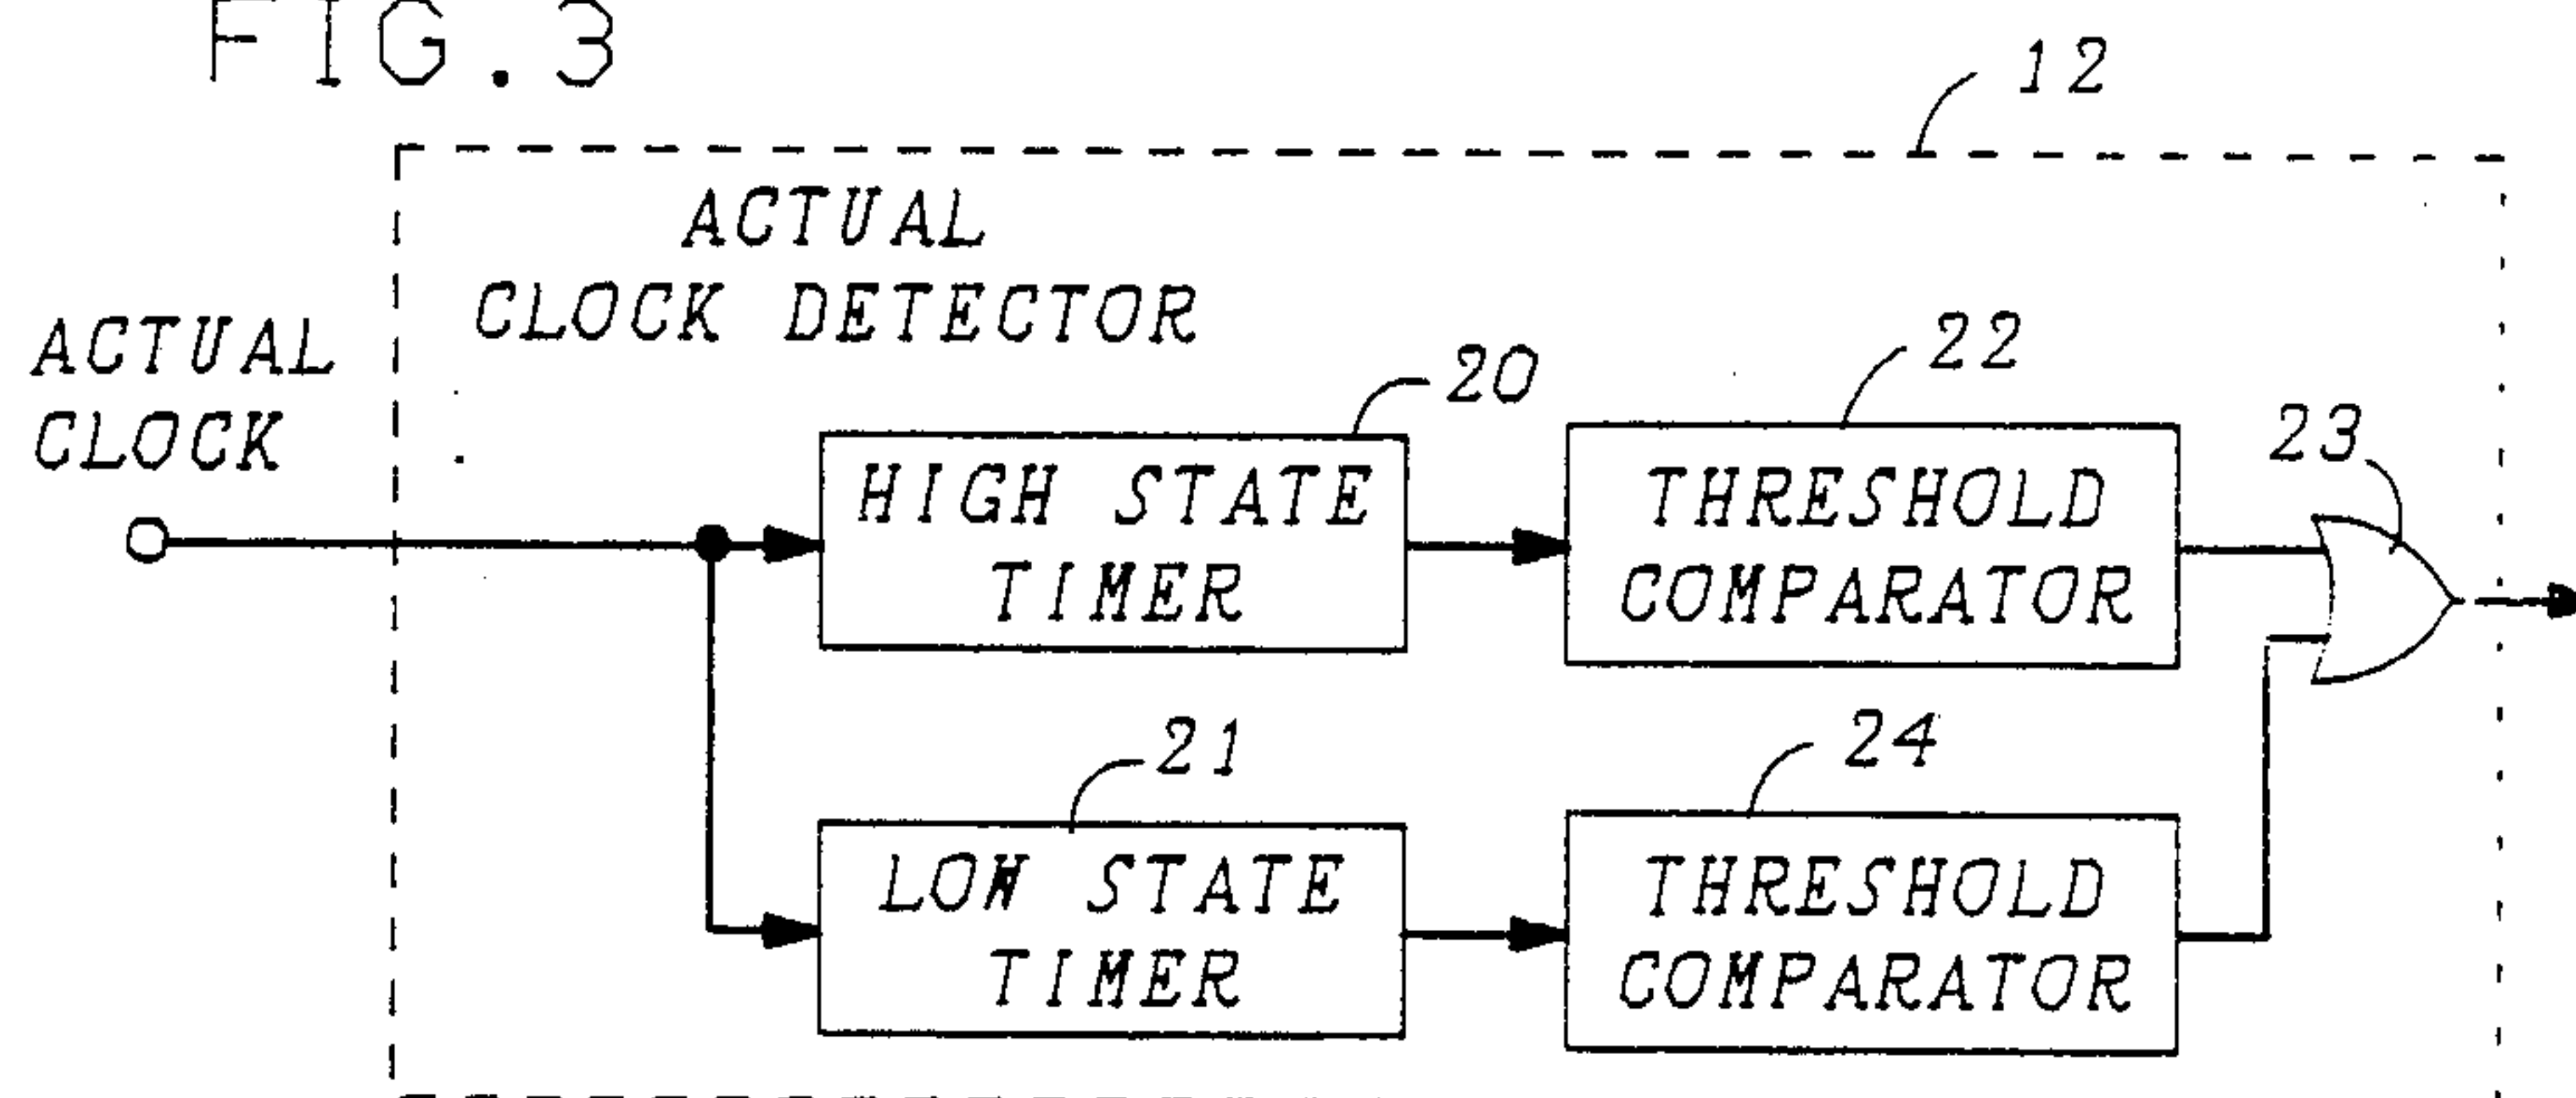 FIG.3
12
ACTUAL
CLOCK DETECTOR
ACTUAL
CLOCK
20
22
23
HIGH STATE
TIMER
THRESHOLD
COMPARATOR
21
24
LOW STATE
TIMER
THRESHOLD
COMPARATOR